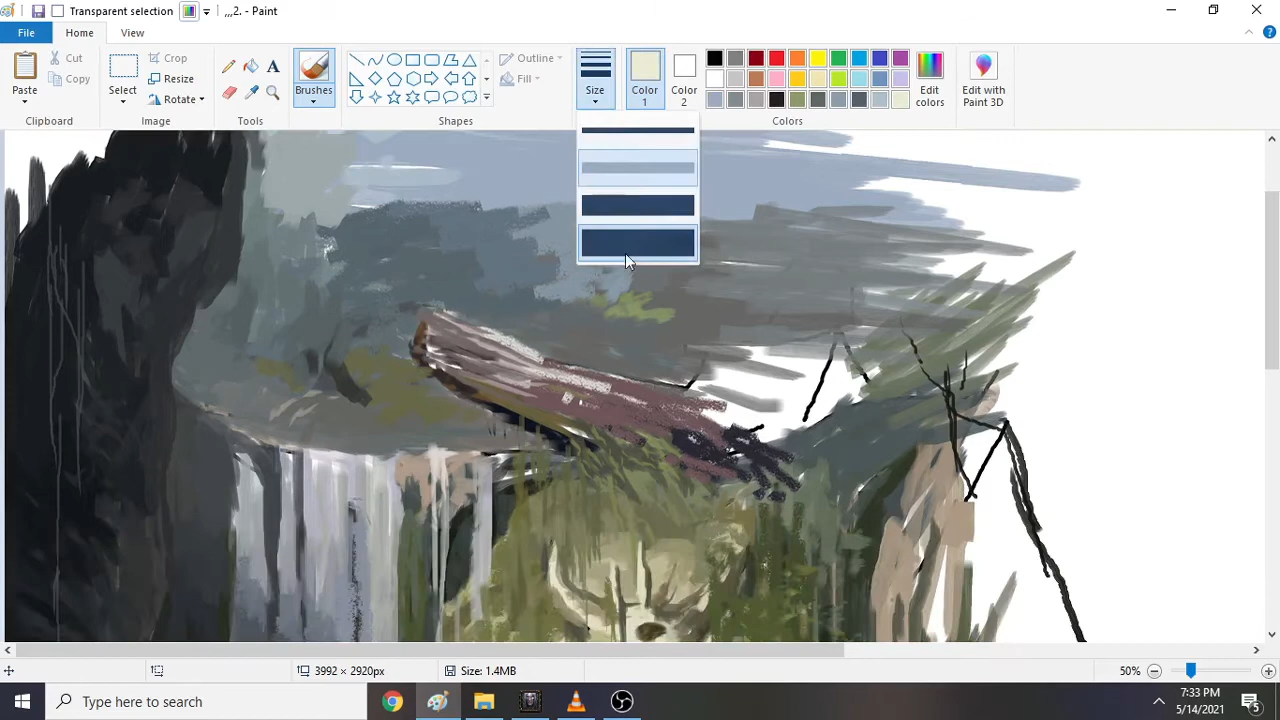 Transparent selection ,,,2. - Paint
File Home View
Paste
Cut
Copy
Clipboard
Select
Crop
Resize
Rotate
Image
A
Tools
Brushes
Outline
Fill
Shapes
Size
Color
1
Color
2
Edit
colors
Edit with
Paint 3D
Colors
3992 × 2920px
Size: 1.4MB
50%
Type here to search
7:33 PM
5/14/2021
5